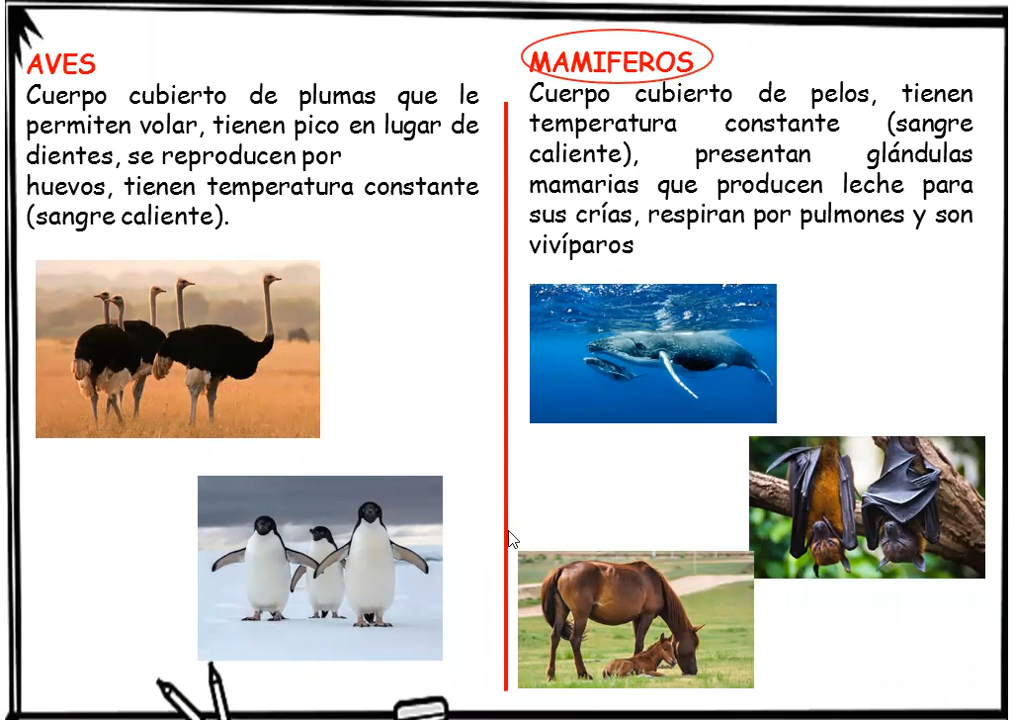 AVES
Cuerpo cubierto de plumas que le
permiten volar, tienen pico en lugar de
dientes, se reproducen por
huevos, tienen temperatura constante
(sangre caliente).
MAMIFEROS
Cuerpo cubierto de pelos, tienen
temperatura constante (sangre
caliente), presentan glándulas
mamarias que producen leche para
sus crías, respiran por pulmones y son
vivíparos